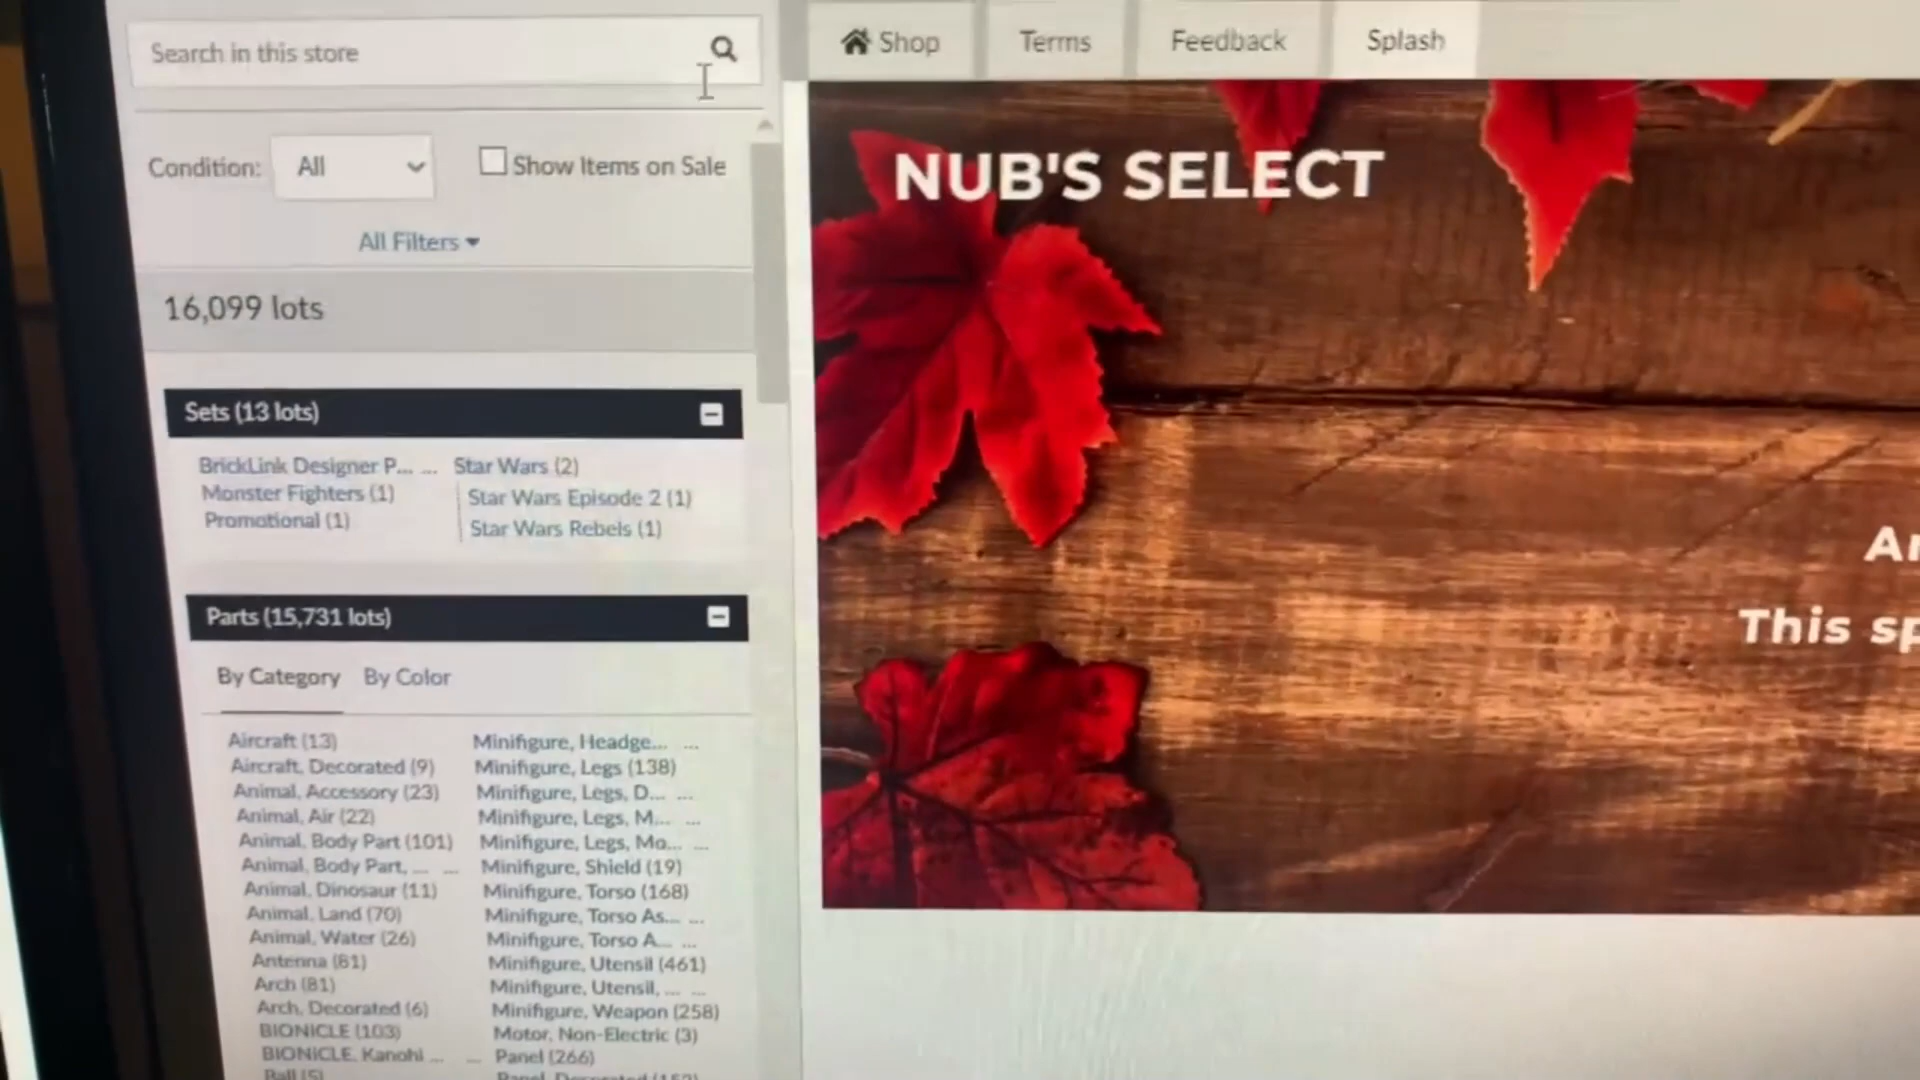 Search in this store
Shop
Terms
Feedback
Splash
Condition: All
Show Items on Sale
All Filters
16,099 lots
Sets (13 lots)
BrickLink Designer P... ...
Monster Fighters (1)
Promotional (1)
Star Wars (2)
Star Wars Episode 2 (1)
Star Wars Rebels (1)
Parts (15,731 lots)
By Category By Color
Aircraft (13)
Aircraft, Decorated (9)
Animal, Accessory (23)
Animal, Air (22)
Animal, Body Part (101)
Animal, Body Part, ... ...
Animal, Dinosaur (11)
Animal, Land (70)
Animal, Water (26)
Antenna (61)
Arch (81)
Arch, Decorated (6)
BIONICLE (103)
BIONICLE, Kanohi ... ...
Ball (5)
Minifigure, Headge... ...
Minifigure, Legs (138)
Minifigure, Legs, D... ...
Minifigure, Legs, M... ...
Minifigure, Legs, Mo... ...
Minifigure, Shield (19)
Minifigure, Torso (168)
Minifigure, Torso As... ...
Minifigure, Torso A... ...
Minifigure, Utensil (461)
Minifigure, Utensil, ... ...
Minifigure, Weapon (258)
Motor, Non-Electric (3)
Panel (266)
Panel, Decorated (152)
NUB'S SELECT
This